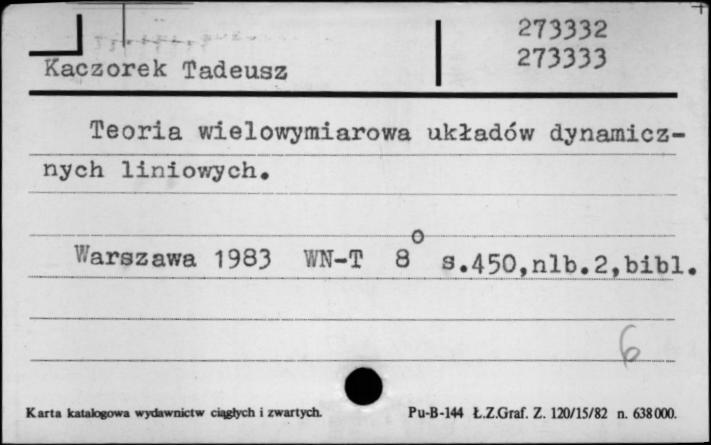 273332
273333
Kaczorek Tadeusz
Teoria wielowymiarowa układów dynamicz-
nych liniowych.
Warszawa 1983 WN-T 8° s.450,nlb.2,bibl.
6
Karta katalogowa wydawnictw ciągłych i zwartych. Pu-B-144 Ł.Z.Graf. Z. 120/15/82 n. 638000.